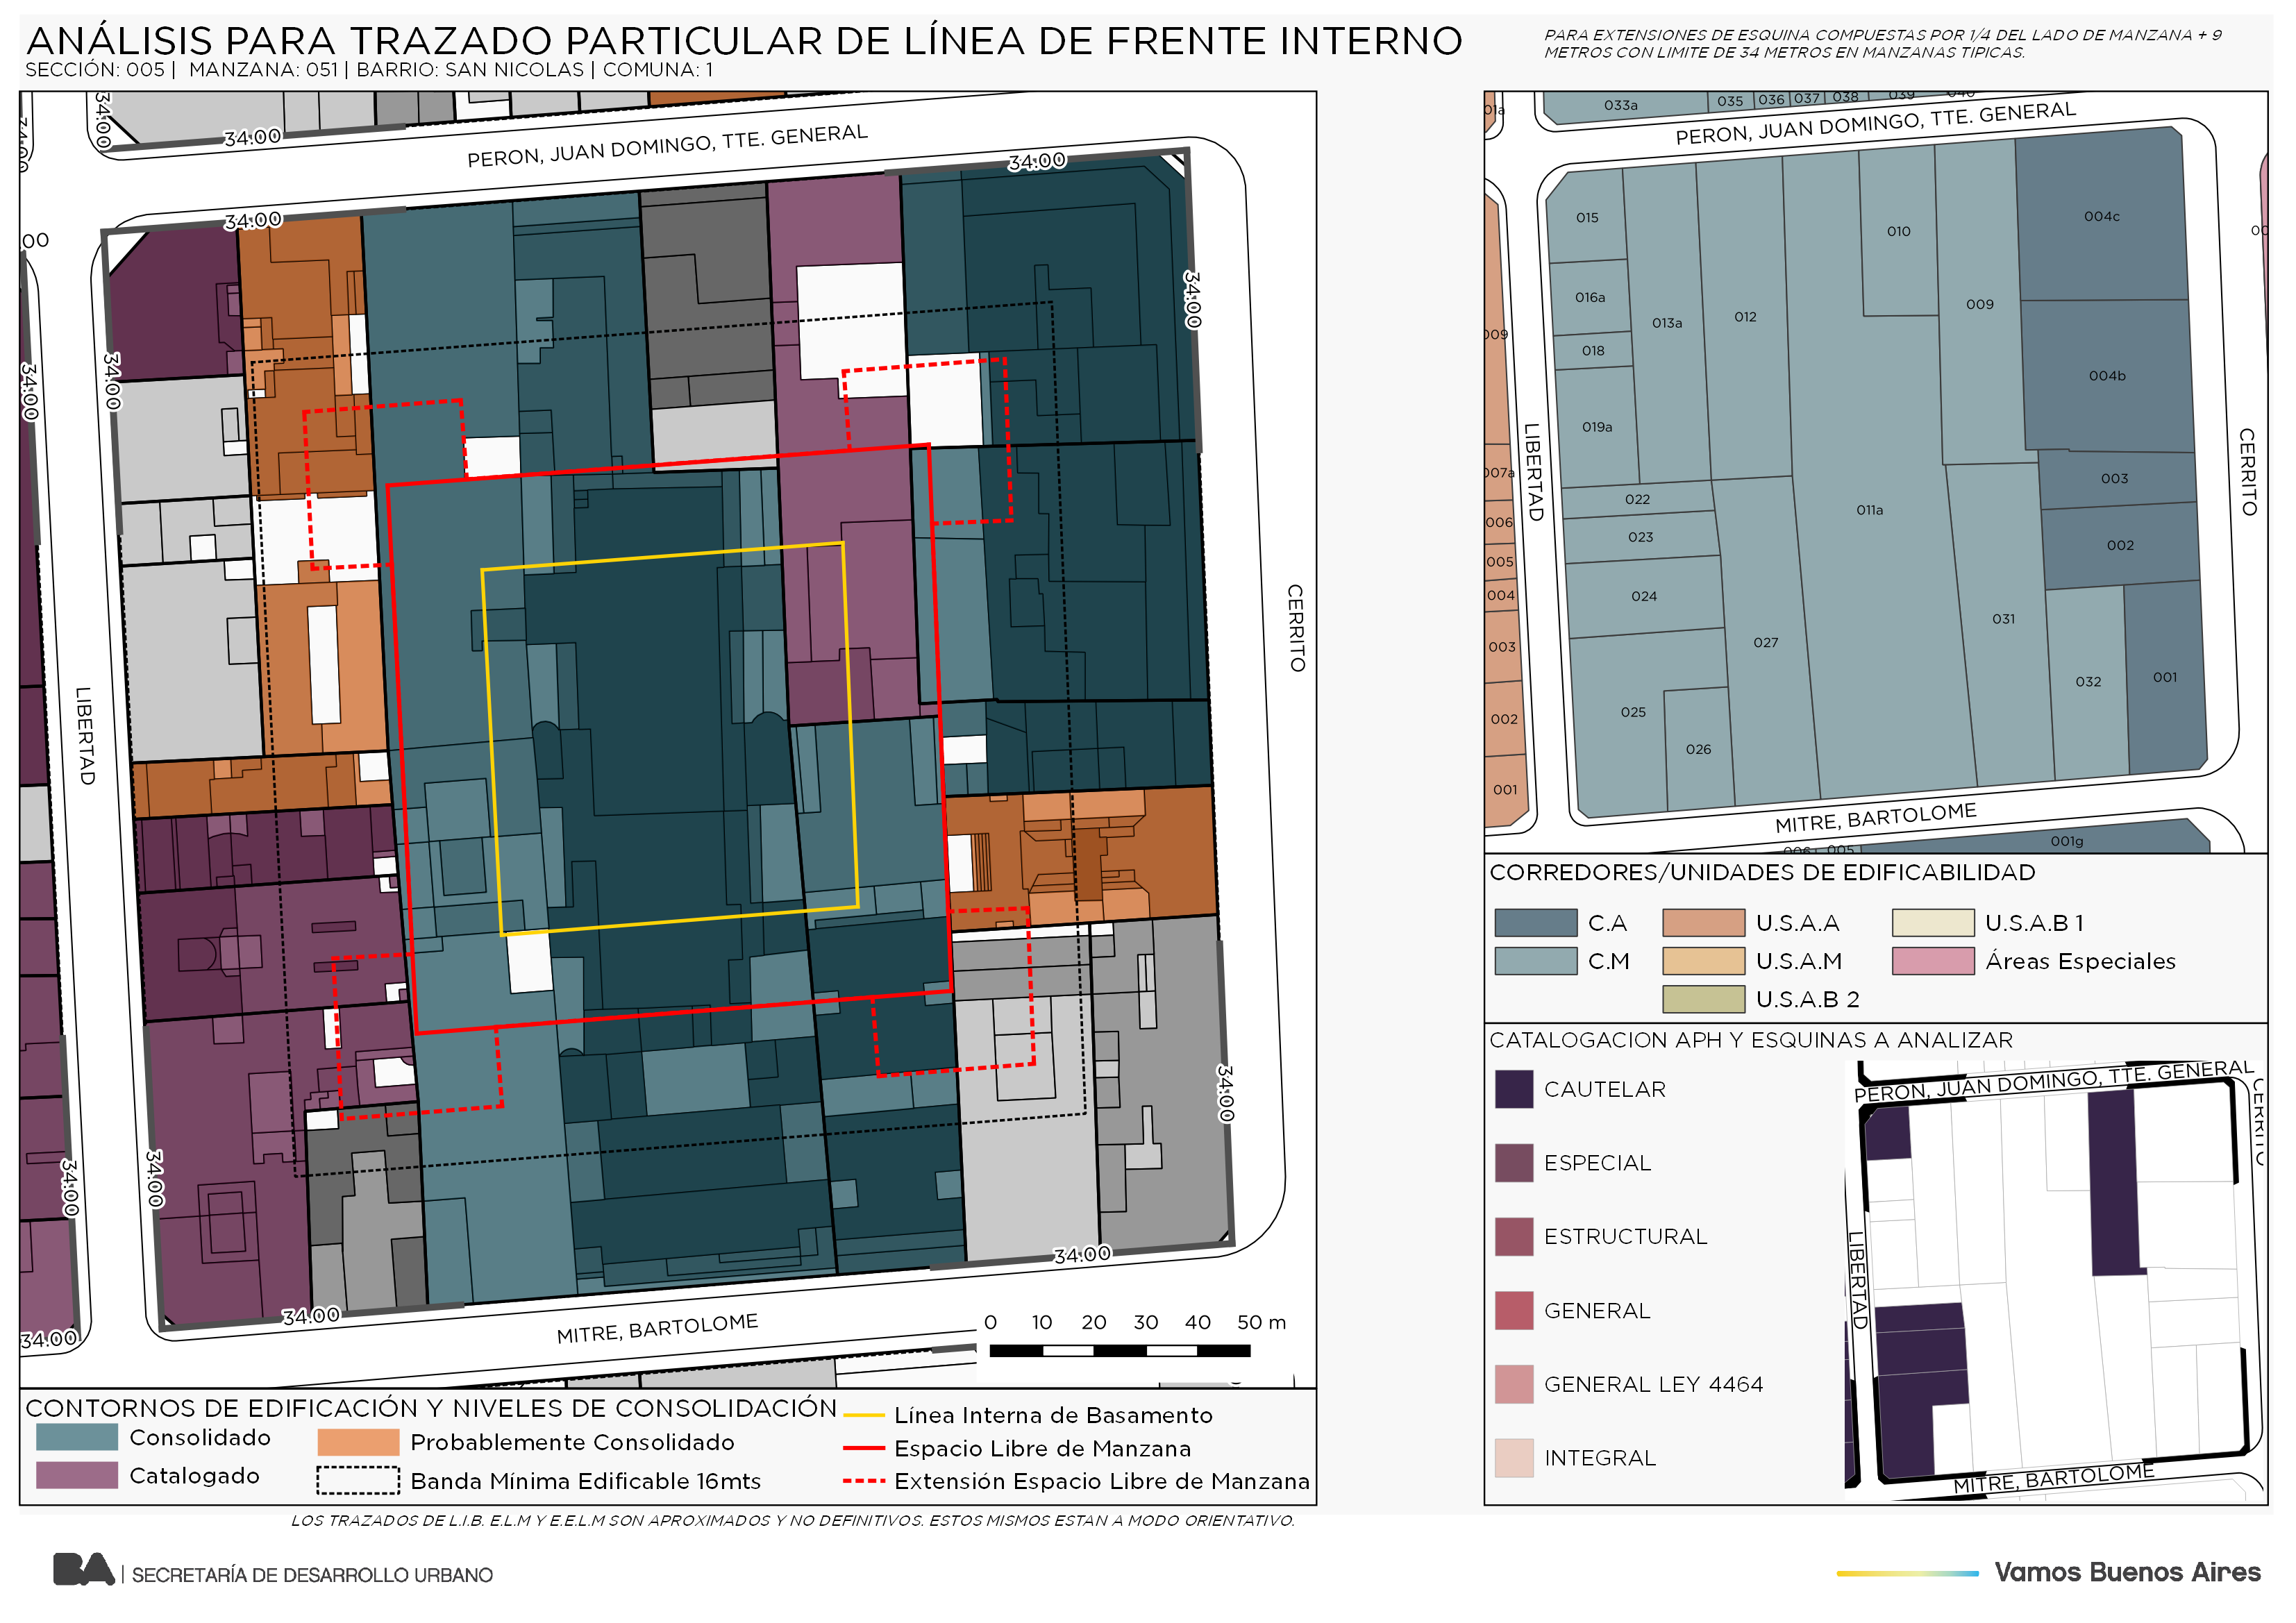 ANÁLISIS PARA TRAZADO PARTICULAR DE LÍNEA DE FRENTE INTERNO
SECCIÓN: 005 | MANZANA: 051 | BARRIO: SAN NICOLAS | COMUNA: 1
PARA EXTENSIONES DE ESQUINA COMPUESTAS POR 1/4 DEL LADO DE MANZANA + 9
METROS CON LIMITE DE 34 METROS EN MANZANAS TIPICAS.
34:00
34:00
PERON, JUAN DOMINGO, TTE. GENERAL
34:00
34:00
34:00
34:00
34:00
LIBERTAD
CERRITO
34:00
34:00
34:00
34:00
34:00
34:00
MITRE, BARTOLOME
0 10 20 30 40 50 m
CONTORNOS DE EDIFICACIÓN Y NIVELES DE CONSOLIDACIÓN
Consolidado
Catalogado
Probablemente Consolidado
Banda Mínima Edificable 16mts
Línea Interna de Basamento
Espacio Libre de Manzana
Extensión Espacio Libre de Manzana
LOS TRAZADOS DE L.I.B. E.L.M Y E.E.L.M SON APROXIMADOS Y NO DEFINITIVOS. ESTOS MISMOS ESTAN A MODO ORIENTATIVO.
033a
035
036
037
038
039
040
01a
PERON, JUAN DOMINGO, TTE. GENERAL
015
016a
018
019a
013a
012
010
009
004c
004b
003
002
022
023
024
025
026
027
011a
031
032
001
009
007a
006
005
004
003
002
001
LIBERTAD
CERRITO
MITRE, BARTOLOME
006
005
001g
CORREDORES/UNIDADES DE EDIFICABILIDAD
C.A
C.M
U.S.A.A
U.S.A.M
U.S.A.B 2
U.S.A.B 1
Áreas Especiales
CATALOGACION APH Y ESQUINAS A ANALIZAR
CAUTELAR
ESPECIAL
ESTRUCTURAL
GENERAL
GENERAL LEY 4464
INTEGRAL
PERON, JUAN DOMINGO, TTE. GENERAL
CERRITO
LIBERTAD
MITRE, BARTOLOME
BA | SECRETARÍA DE DESARROLLO URBANO
Vamos Buenos Aires